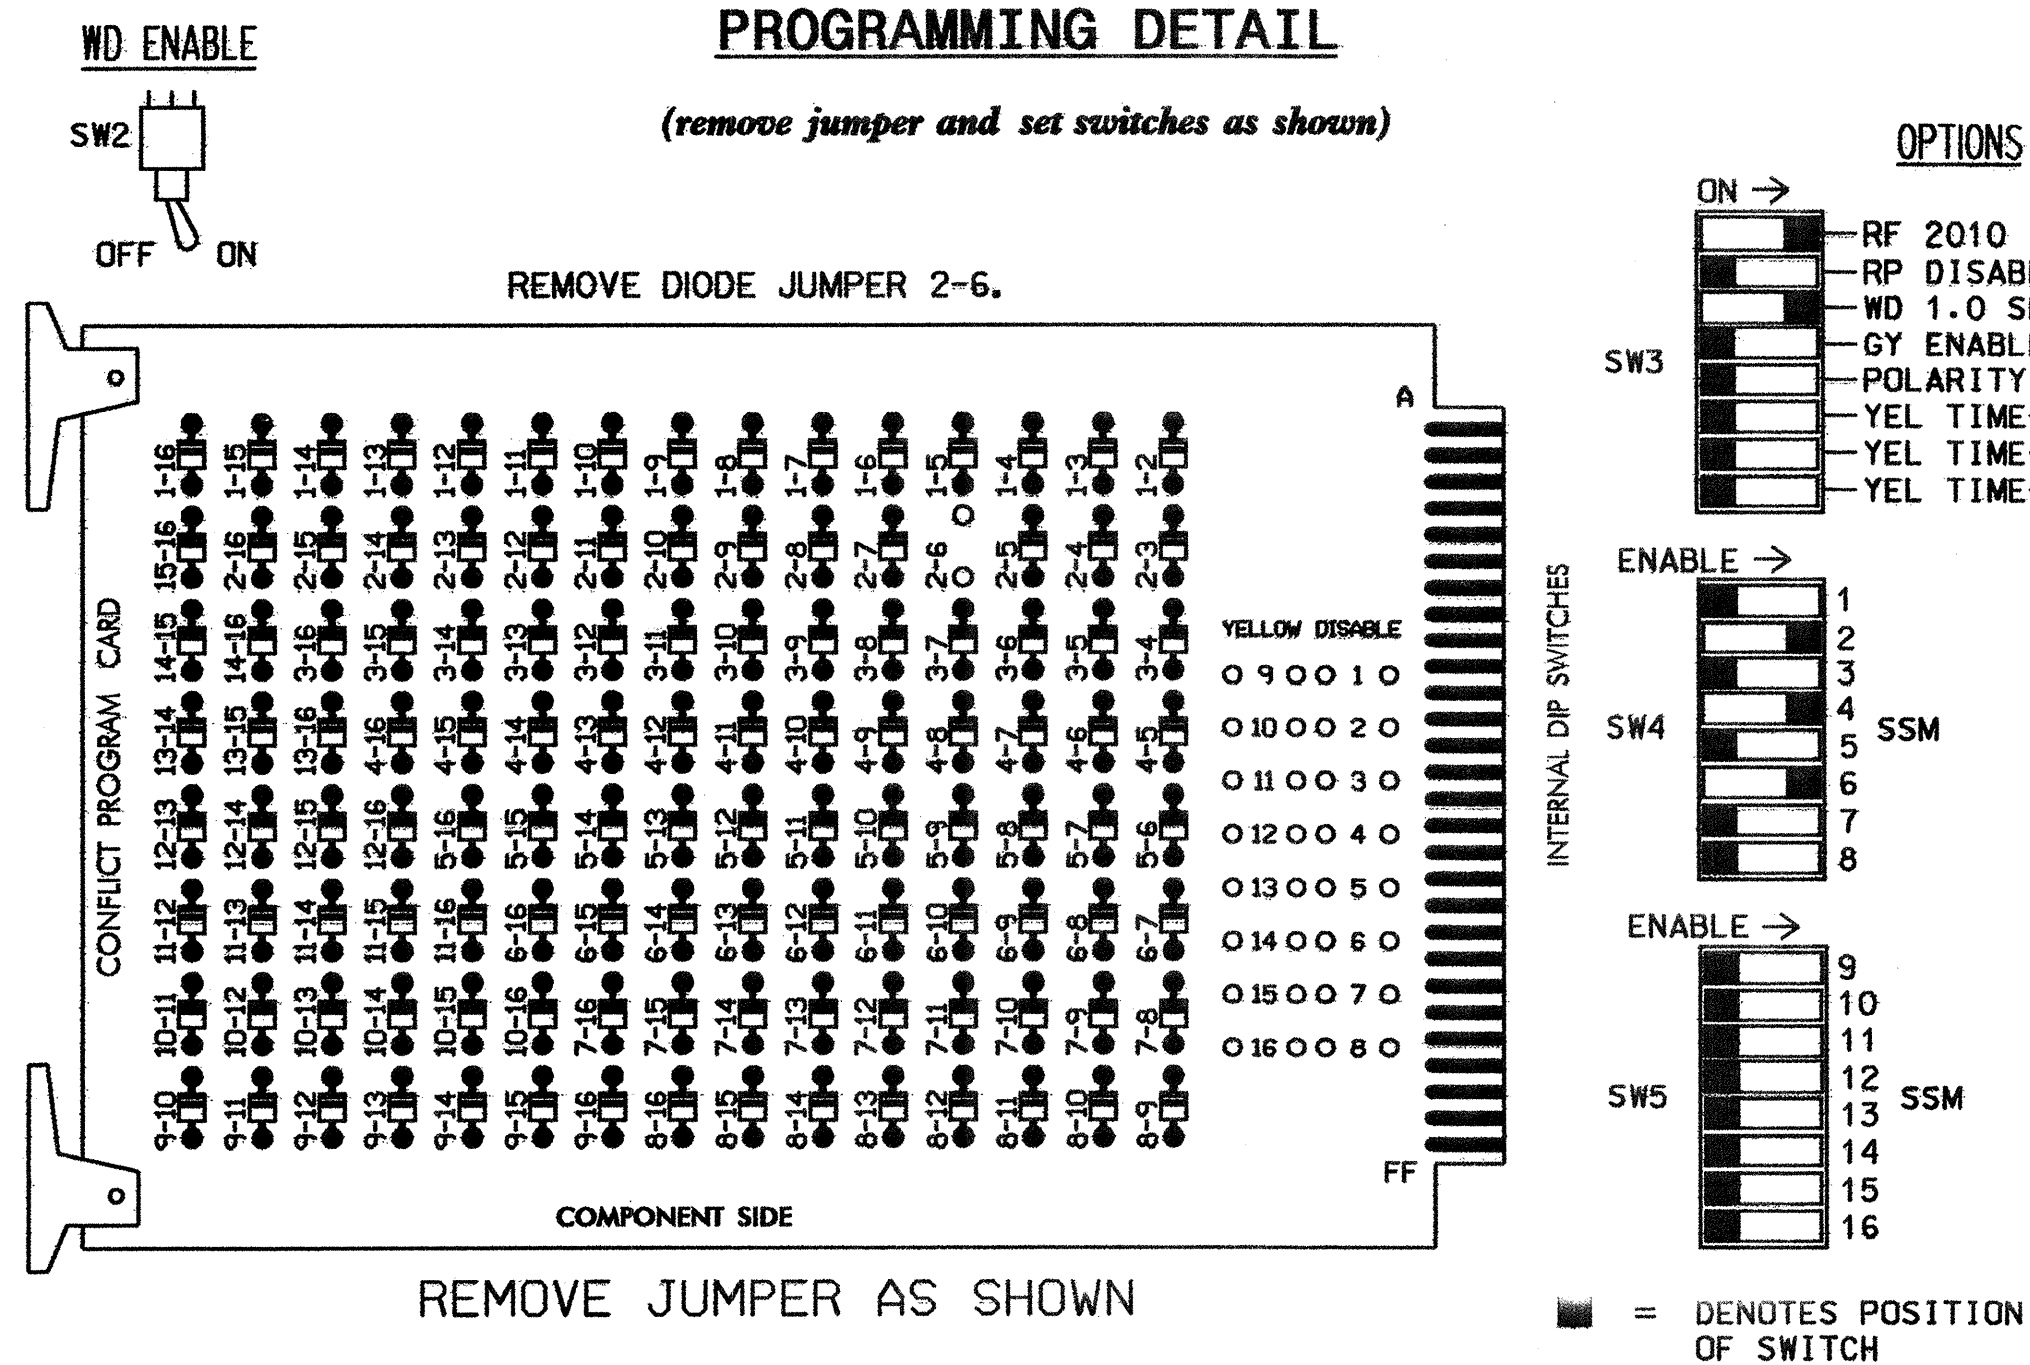 PROGRAMMING DETAIL
(remove jumper and set switches as shown)
WD ENABLE
SW2
OFF ON
REMOVE DIODE JUMPER 2-6.
OPTIONS
ON →
RF 2010
RP DISABL
WD 1.0 S
GY ENABL
POLARITY
YEL TIME
YEL TIME
YEL TIME
SW3
A
CONFLICT PROGRAM CARD
1-16 1-15 1-14 1-13 1-12 1-11 1-10 1-9 1-8 1-7 1-6 1-5 1-4 1-3 1-2
15-16 2-16 2-15 2-14 2-13 2-12 2-11 2-10 2-9 2-8 2-7 2-6 2-5 2-4 2-3
14-15 14-16 3-16 3-15 3-14 3-13 3-12 3-11 3-10 3-9 3-8 3-7 3-6 3-5 3-4
13-14 13-15 13-16 4-16 4-15 4-14 4-13 4-12 4-11 4-10 4-9 4-8 4-7 4-6 4-5
12-13 12-14 12-15 12-16 5-16 5-15 5-14 5-13 5-12 5-11 5-10 5-9 5-8 5-7 5-6
11-12 11-13 11-14 11-15 11-16 6-16 6-15 6-14 6-13 6-12 6-11 6-10 6-9 6-8 6-7
10-11 10-12 10-13 10-14 10-15 10-16 7-16 7-15 7-14 7-13 7-12 7-11 7-10 7-9 7-8
9-10 9-11 9-12 9-13 9-14 9-15 9-16 8-16 8-15 8-14 8-13 8-12 8-11 8-10 8-9
YELLOW DISABLE
9 1
10 2
11 3
12 4
13 5
14 6
15 7
16 8
FF
COMPONENT SIDE
REMOVE JUMPER AS SHOWN
INTERNAL DIP SWITCHES
ENABLE →
1
2
3
4
5
6
7
8
SW4
SSM
ENABLE →
9
10
11
12
13
14
15
16
SW5
SSM
= DENOTES POSITION
OF SWITCH